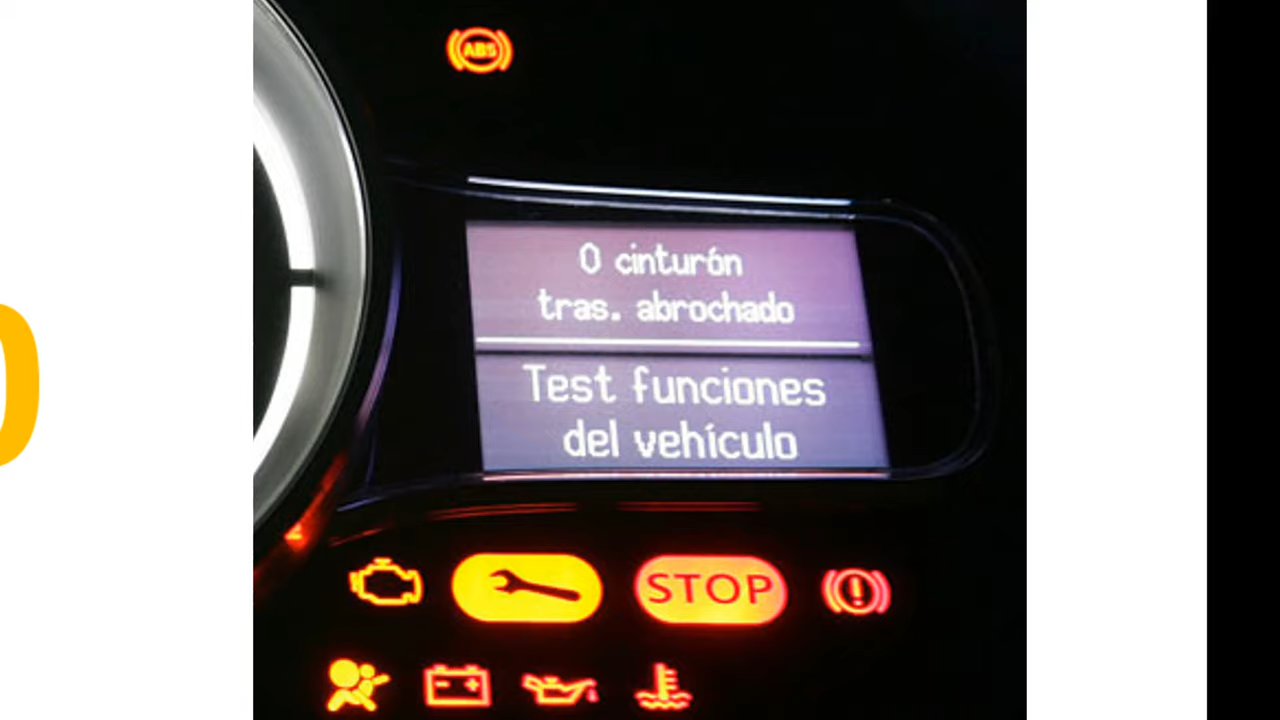 ABS
0 cinturón
tras. abrochado
Test funciones
del vehículo
STOP